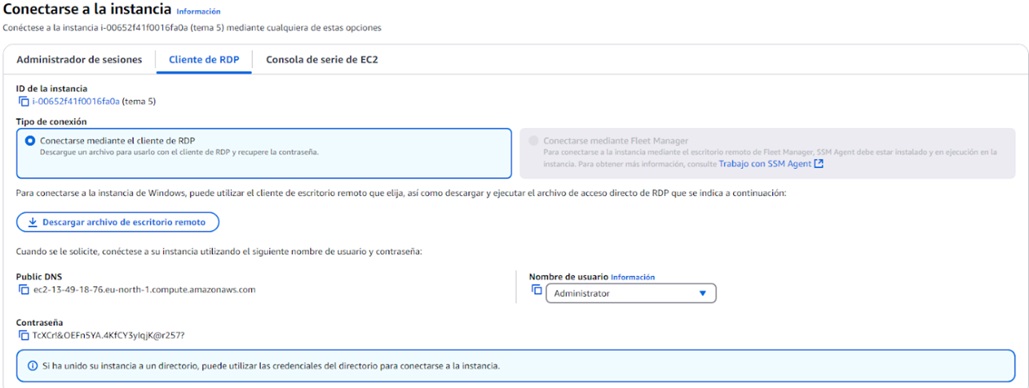 Conectarse a la instancia Información
Conéctese a la instancia i-00652f41f0016fa0a (tema 5) mediante cualquiera de estas opciones
Administrador de sesiones
Cliente de RDP
Consola de serie de EC2
ID de la instancia
i-00652f41f0016fa0a (tema 5)
Tipo de conexión
Conectarse mediante el cliente de RDP
Descargue un archivo para usarlo con el cliente de RDP y recupere la contraseña.
Conectarse mediante Fleet Manager
Para conectarse a la instancia mediante el escritorio remoto de Fleet Manager, SSM Agent debe estar instalado y en ejecución en la
instancia. Para obtener más información, consulte Trabajo con SSM Agent
Para conectarse a la instancia de Windows, puede utilizar el cliente de escritorio remoto que elija, así como descargar y ejecutar el archivo de acceso directo de RDP que se indica a continuación:
Descargar archivo de escritorio remoto
Cuando se le solicite, conéctese a su instancia utilizando el siguiente nombre de usuario y contraseña:
Public DNS
ec2-13-49-18-76.eu-north-1.compute.amazonaws.com
Nombre de usuario Información
Administrator
Contraseña
Si ha unido su instancia a un directorio, puede utilizar las credenciales del directorio para conectarse a la instancia.